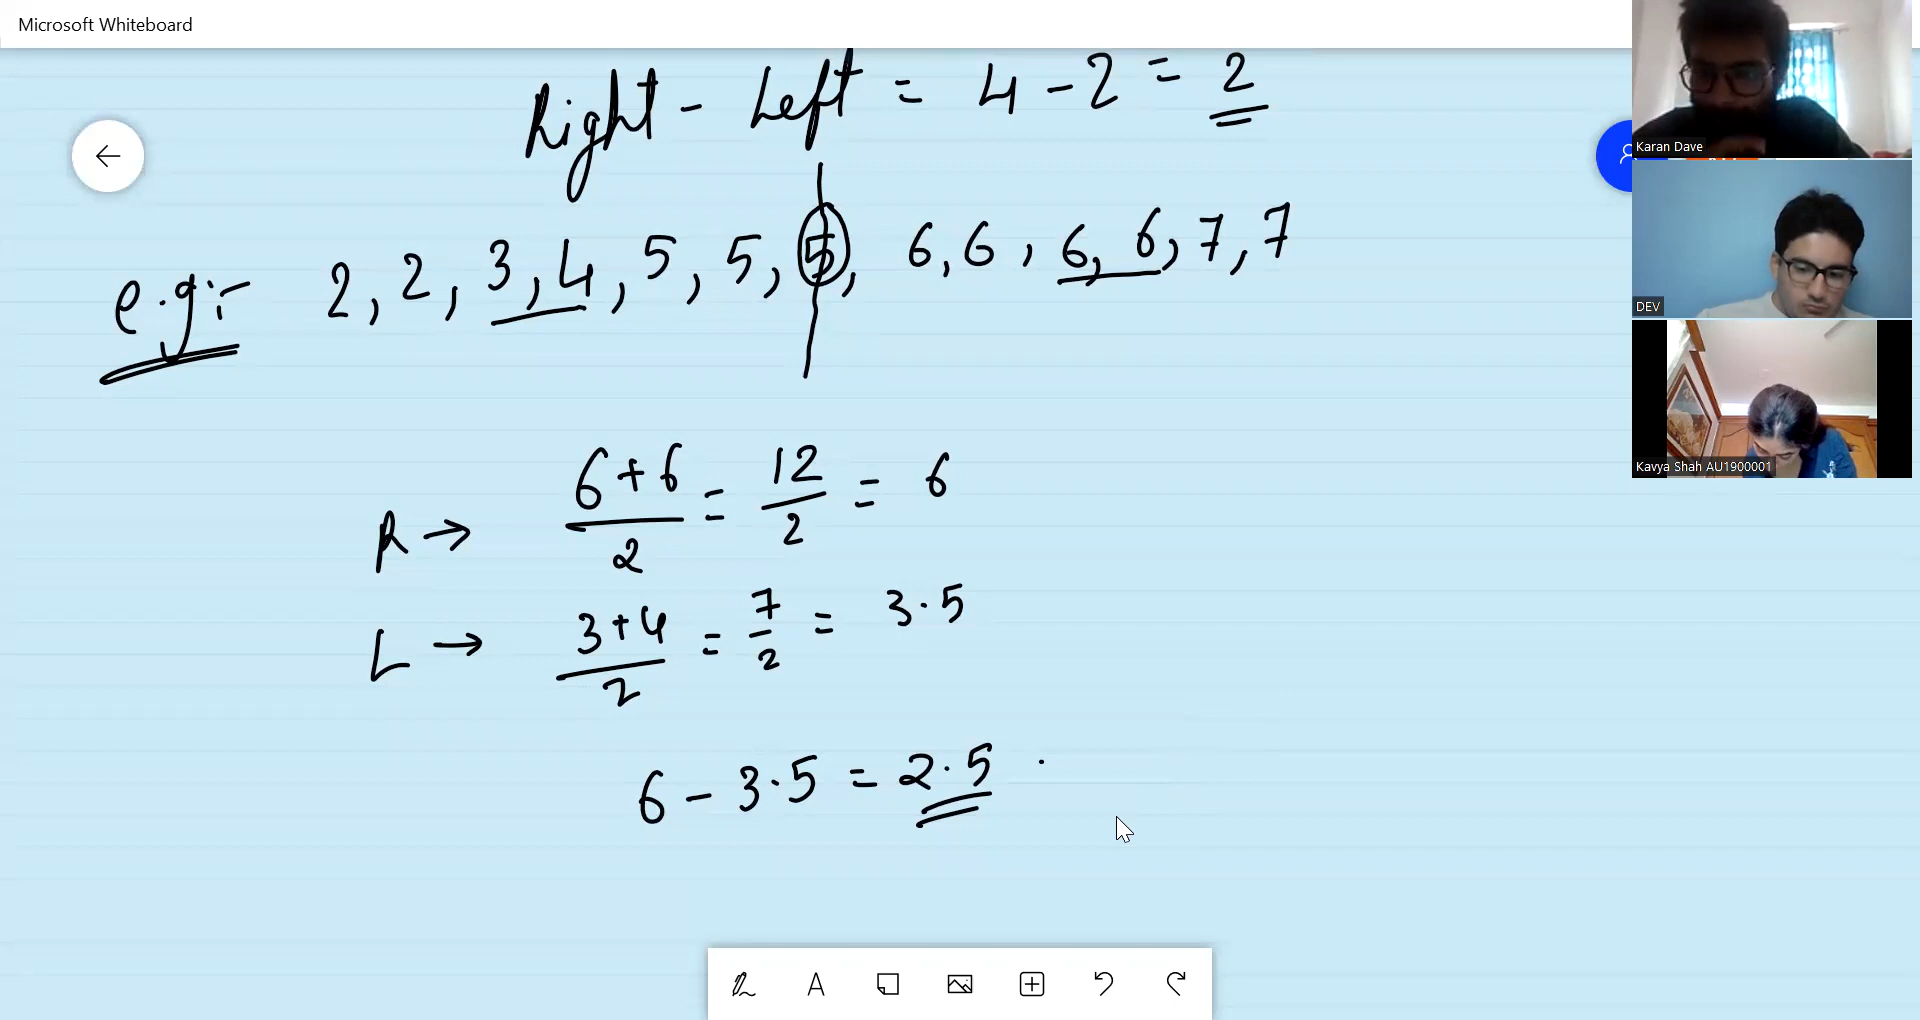 Microsoft Whiteboard
Right - Left = 4 - 2 = 2
e.g:- 2, 2, 3, 4, 5, 5, 5, 6, 6, 6, 6, 7, 7
R → 6+6/2 = 12/2 = 6
L → 3+4/2 = 7/2 = 3.5
6 - 3.5 = 2.5
Karan Dave
DEV
Kavya Shah AU1900001
A